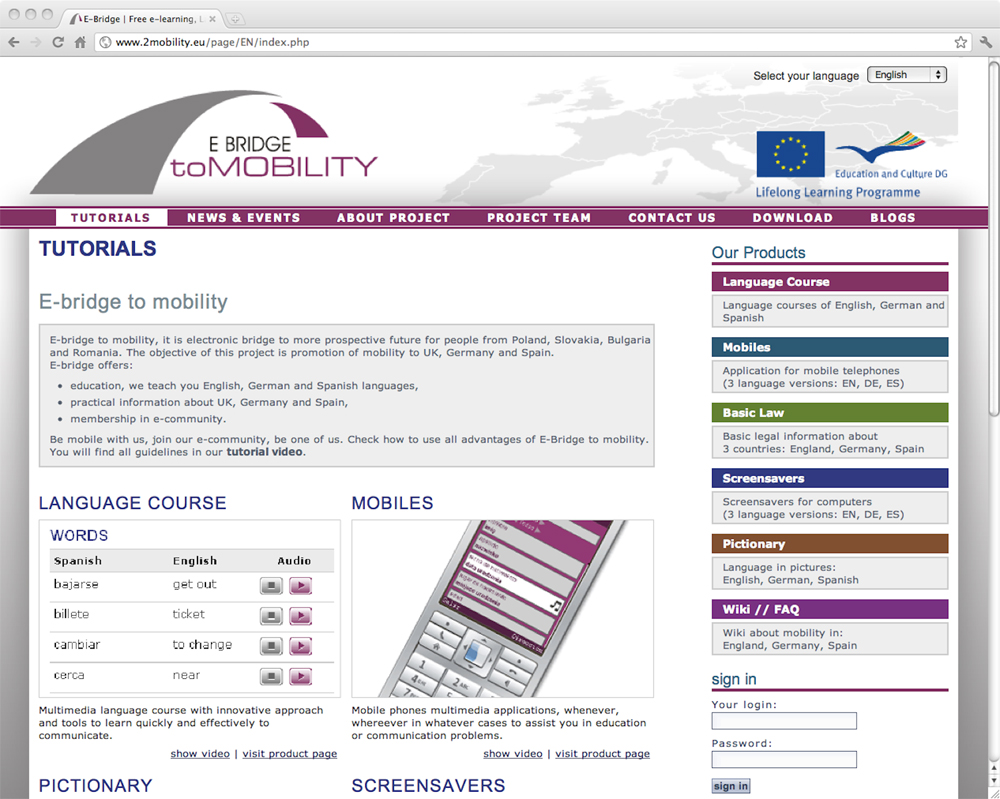 E-Bridge | Free e-learning, l
www.2mobility.eu/page/EN/index.php
Select your language English
E BRIDGE
toMOBILITY
Education and Culture DG
Lifelong Learning Programme
TUTORIALS NEWS & EVENTS ABOUT PROJECT PROJECT TEAM CONTACT US DOWNLOAD BLOGS
TUTORIALS
E-bridge to mobility
E-bridge to mobility, it is electronic bridge to more prospective future for people from Poland, Slovakia, Bulgaria
and Romania. The objective of this project is promotion of mobility to UK, Germany and Spain.
E-bridge offers:
• education, we teach you English, German and Spanish languages,
• practical information about UK, Germany and Spain,
• membership in e-community.
Be mobile with us, join our e-community, be one of us. Check how to use all advantages of E-Bridge to mobility.
You will find all guidelines in our tutorial video.
LANGUAGE COURSE
WORDS
Spanish English Audio
bajarse get out
billete ticket
cambiar to change
cerca near
Multimedia language course with innovative approach
and tools to learn quickly and effectively to
communicate.
show video | visit product page
MOBILES
Mobile phones multimedia applications, whenever,
whereever in whatever cases to assist you in education
or communication problems.
show video | visit product page
PICTIONARY
SCREENSAVERS
Our Products
Language Course
Language courses of English, German and
Spanish
Mobiles
Application for mobile telephones
(3 language versions: EN, DE, ES)
Basic Law
Basic legal information about
3 countries: England, Germany, Spain
Screensavers
Screensavers for computers
(3 language versions: EN, DE, ES)
Pictionary
Language in pictures:
English, German, Spanish
Wiki // FAQ
Wiki about mobility in:
England, Germany, Spain
sign in
Your login:
Password:
sign in